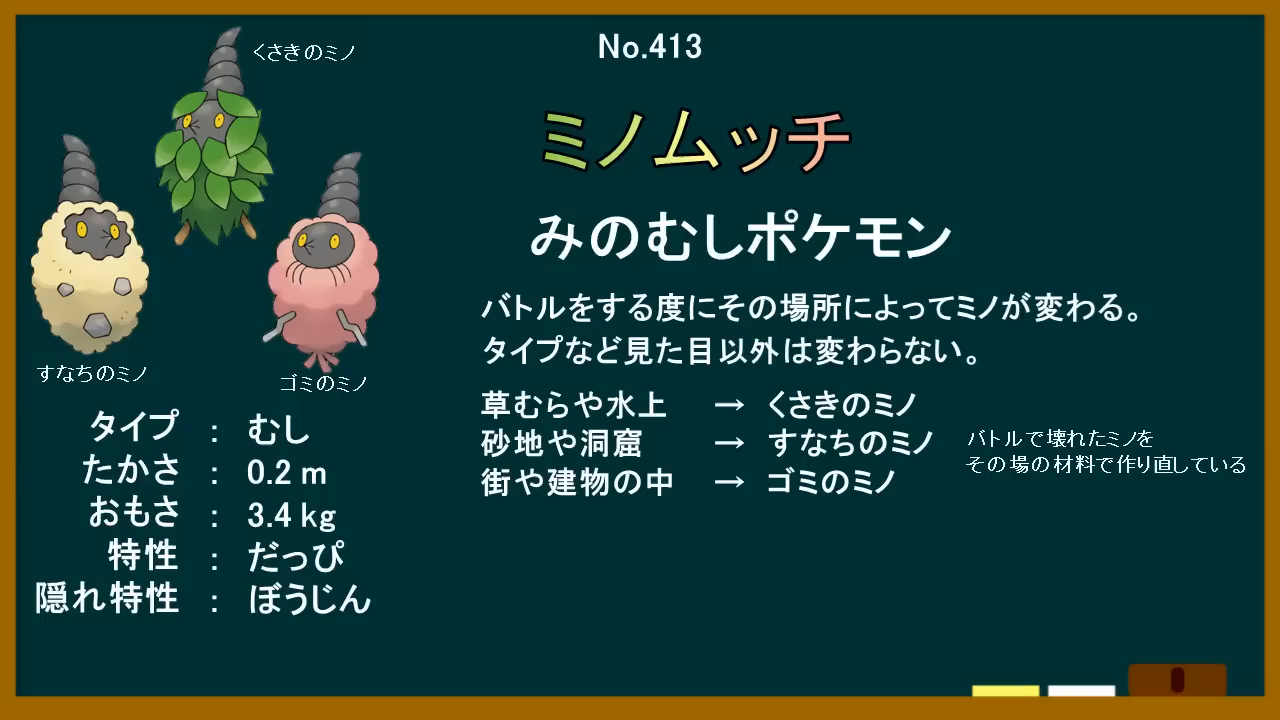 No.413
ミノムッチ
みのむしポケモン
くさきのミノ
すなちのミノ
ゴミのミノ
タイプ : むし
たかさ : 0.2 m
おもさ : 3.4 kg
特性 : だっぴ
隠れ特性 : ぼうじん
バトルをする度にその場所によってミノが変わる。
タイプなど見た目以外は変わらない。
草むらや水上 → くさきのミノ
砂地や洞窟 → すなちのミノ
街や建物の中 → ゴミのミノ
バトルで壊れたミノを
その場の材料で作り直している